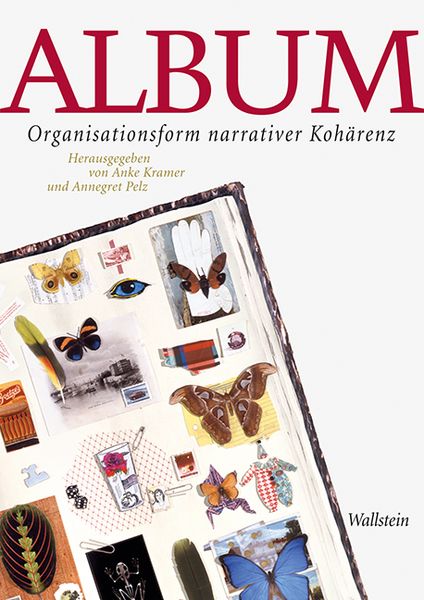 ALBUM
Organisationsform narrativer Kohärenz
Herausgegeben
von Anke Kramer
und Annegret Pelz
Wallstein